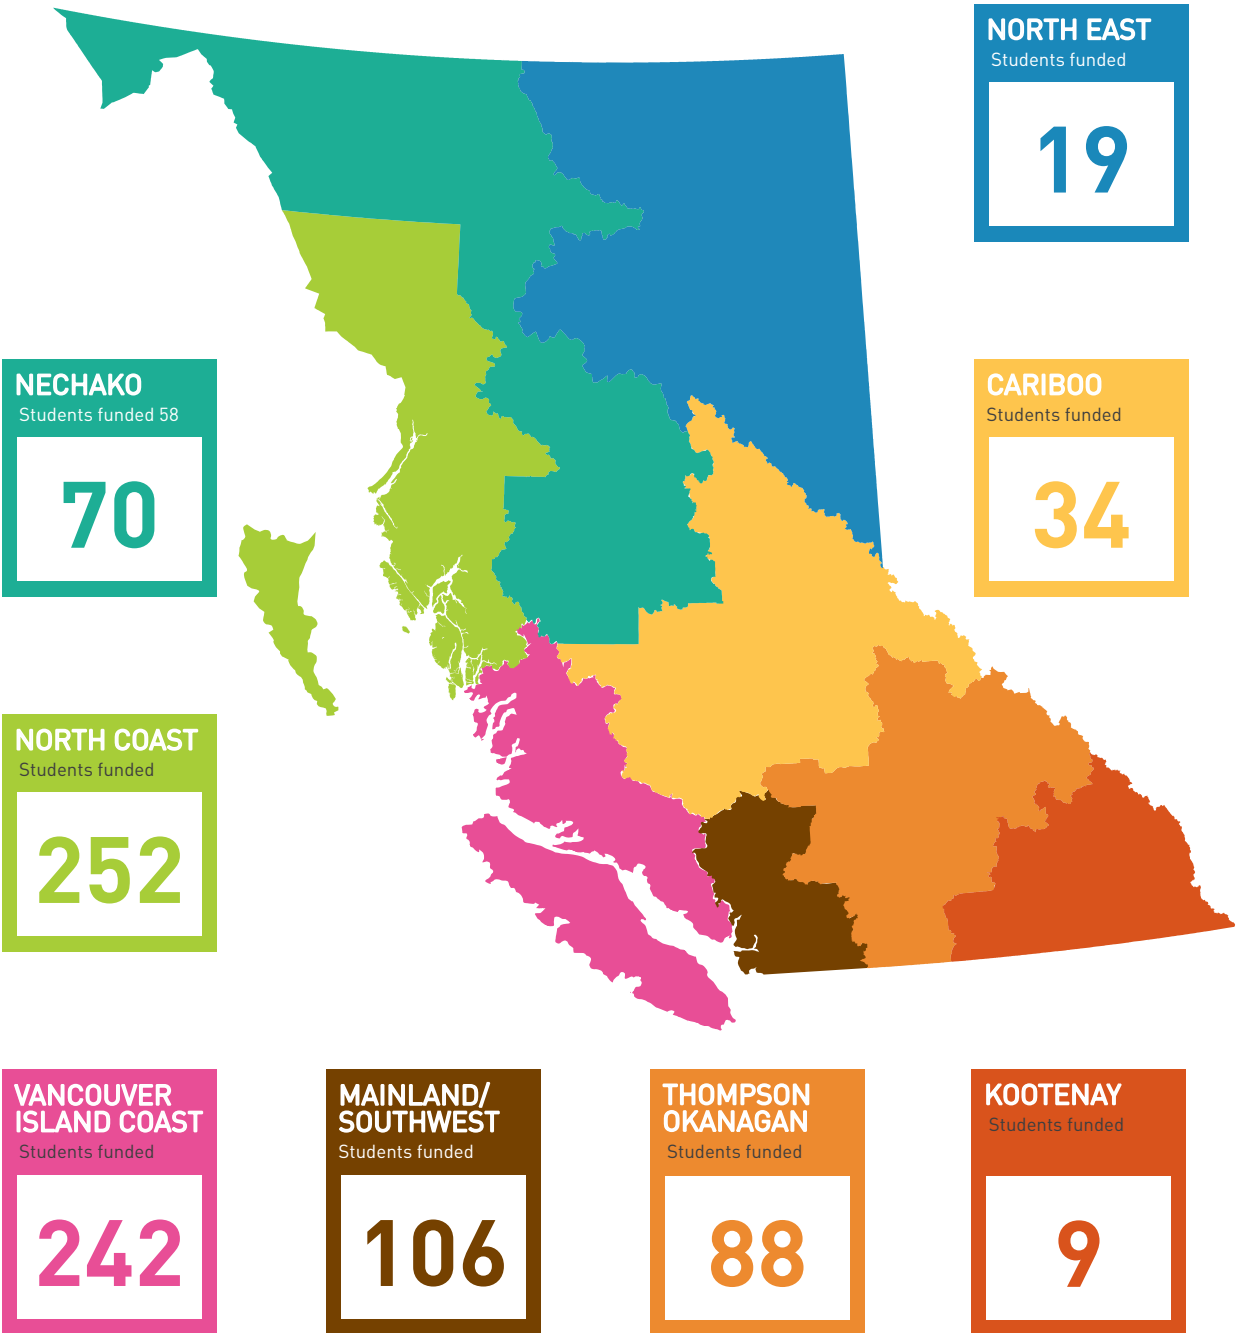 NORTH EAST
Students funded
19
NECHAKO
Students funded 58
70
CARIBOO
Students funded
34
NORTH COAST
Students funded
252
VANCOUVER
ISLAND COAST
Students funded
242
MAINLAND/
SOUTHWEST
Students funded
106
THOMPSON
OKANAGAN
Students funded
88
KOOTENAY
Students funded
9